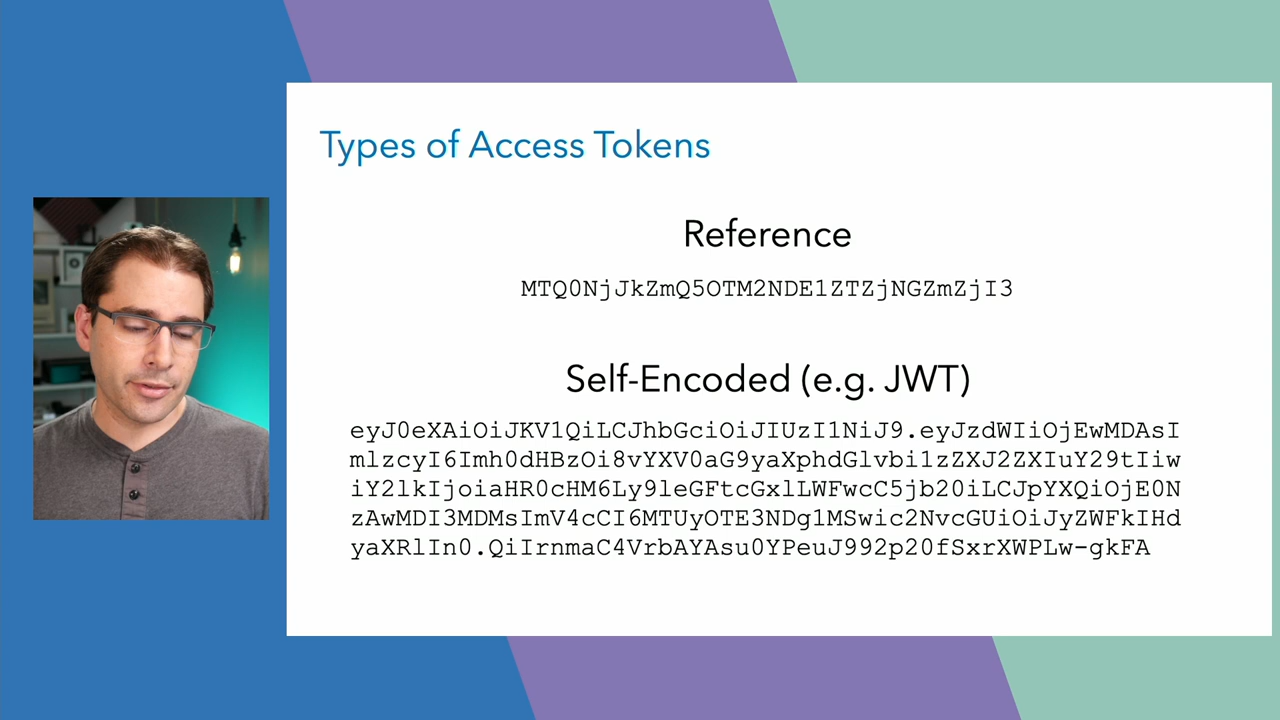 Types of Access Tokens
Reference
MTQ0NjJkZmQ5OTM2NDE1ZTZjNGZmZjI3
Self-Encoded (e.g. JWT)
eyJ0eXAiOiJKV1QiLCJhbGciOiJIUzI1NiJ9.eyJzdWIiOjEwMDAsI
mlzcyI6Imh0dHBzOi8vYXV0aG9yaXphdGlvbi1zZXJ2ZXIuY29tIiw
iY2lkIjoiaHR0cHM6Ly9leGFtcGxlLWFwcC5jb20iLCJpYXQiOjE0N
zAwMDI3MDMsImV4cCI6MTUyOTE3NDg1MSwic2NvcGUiOiJyZWFkIHd
yaXRlIn0.QiIrnmaC4VrbAYAsu0YPeuJ992p20fSxrXWPLw-gkFA